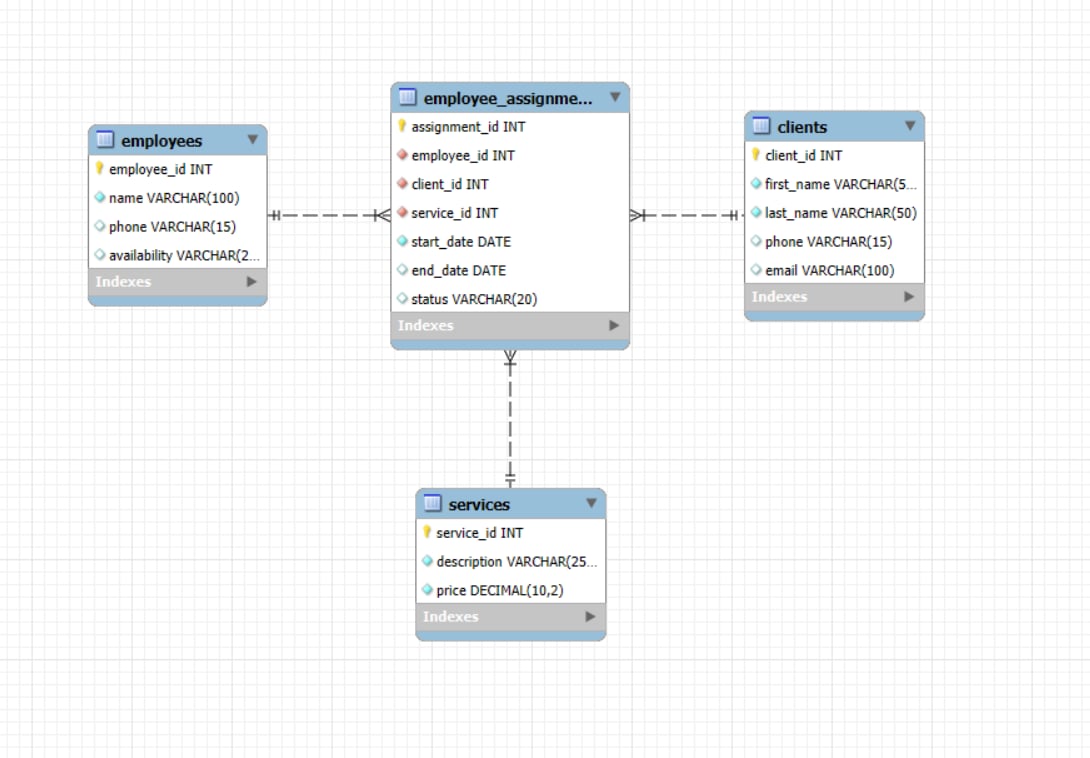 employees
employee_id INT
name VARCHAR(100)
phone VARCHAR(15)
availability VARCHAR(2...
Indexes
employee_assignme...
assignment_id INT
employee_id INT
client_id INT
service_id INT
start_date DATE
end_date DATE
status VARCHAR(20)
Indexes
clients
client_id INT
first_name VARCHAR(5...
last_name VARCHAR(50)
phone VARCHAR(15)
email VARCHAR(100)
Indexes
services
service_id INT
description VARCHAR(25...
price DECIMAL(10,2)
Indexes